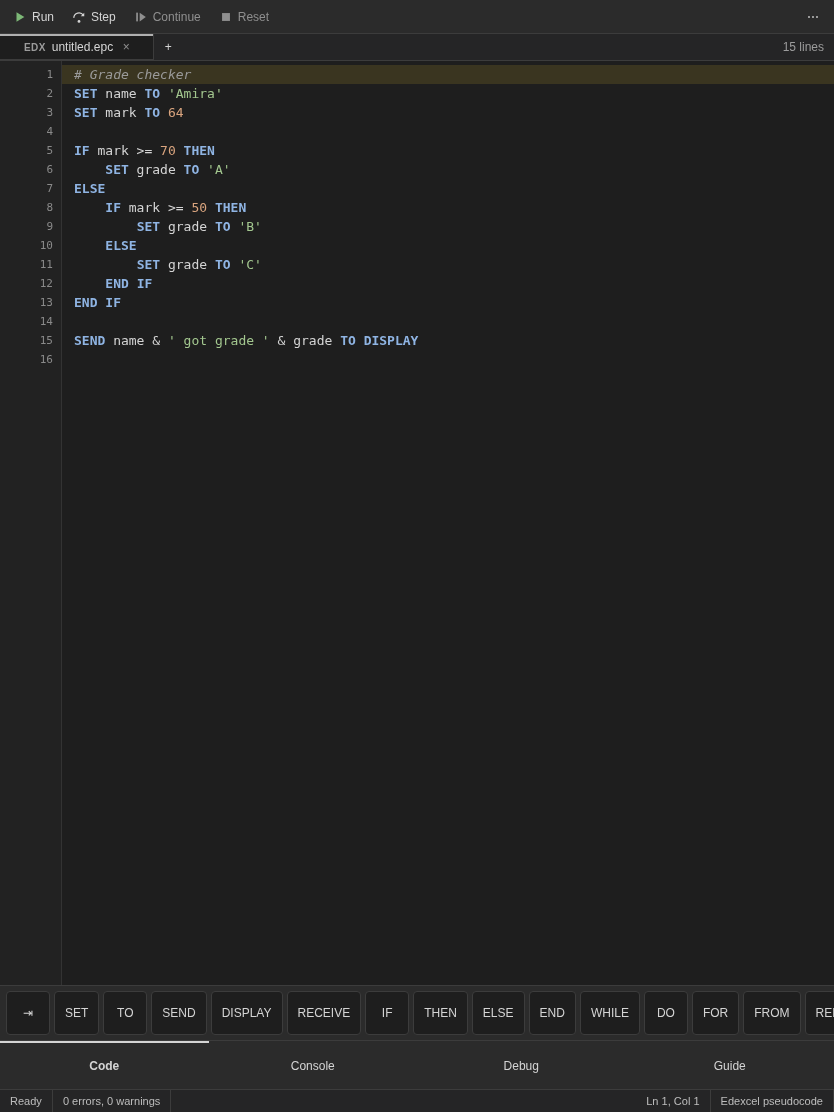 Run Step Continue Reset ⋯
EDX untitled.epc × + 15 lines
1 # Grade checker
2 SET name TO 'Amira'
3 SET mark TO 64
4
5 IF mark >= 70 THEN
6     SET grade TO 'A'
7 ELSE
8     IF mark >= 50 THEN
9         SET grade TO 'B'
10     ELSE
11         SET grade TO 'C'
12     END IF
13 END IF
14
15 SEND name & ' got grade ' & grade TO DISPLAY
16
⇥ SET TO SEND DISPLAY RECEIVE IF THEN ELSE END WHILE DO FOR FROM
Code Console Debug Guide
Ready 0 errors, 0 warnings Ln 1, Col 1 Edexcel pseudocode